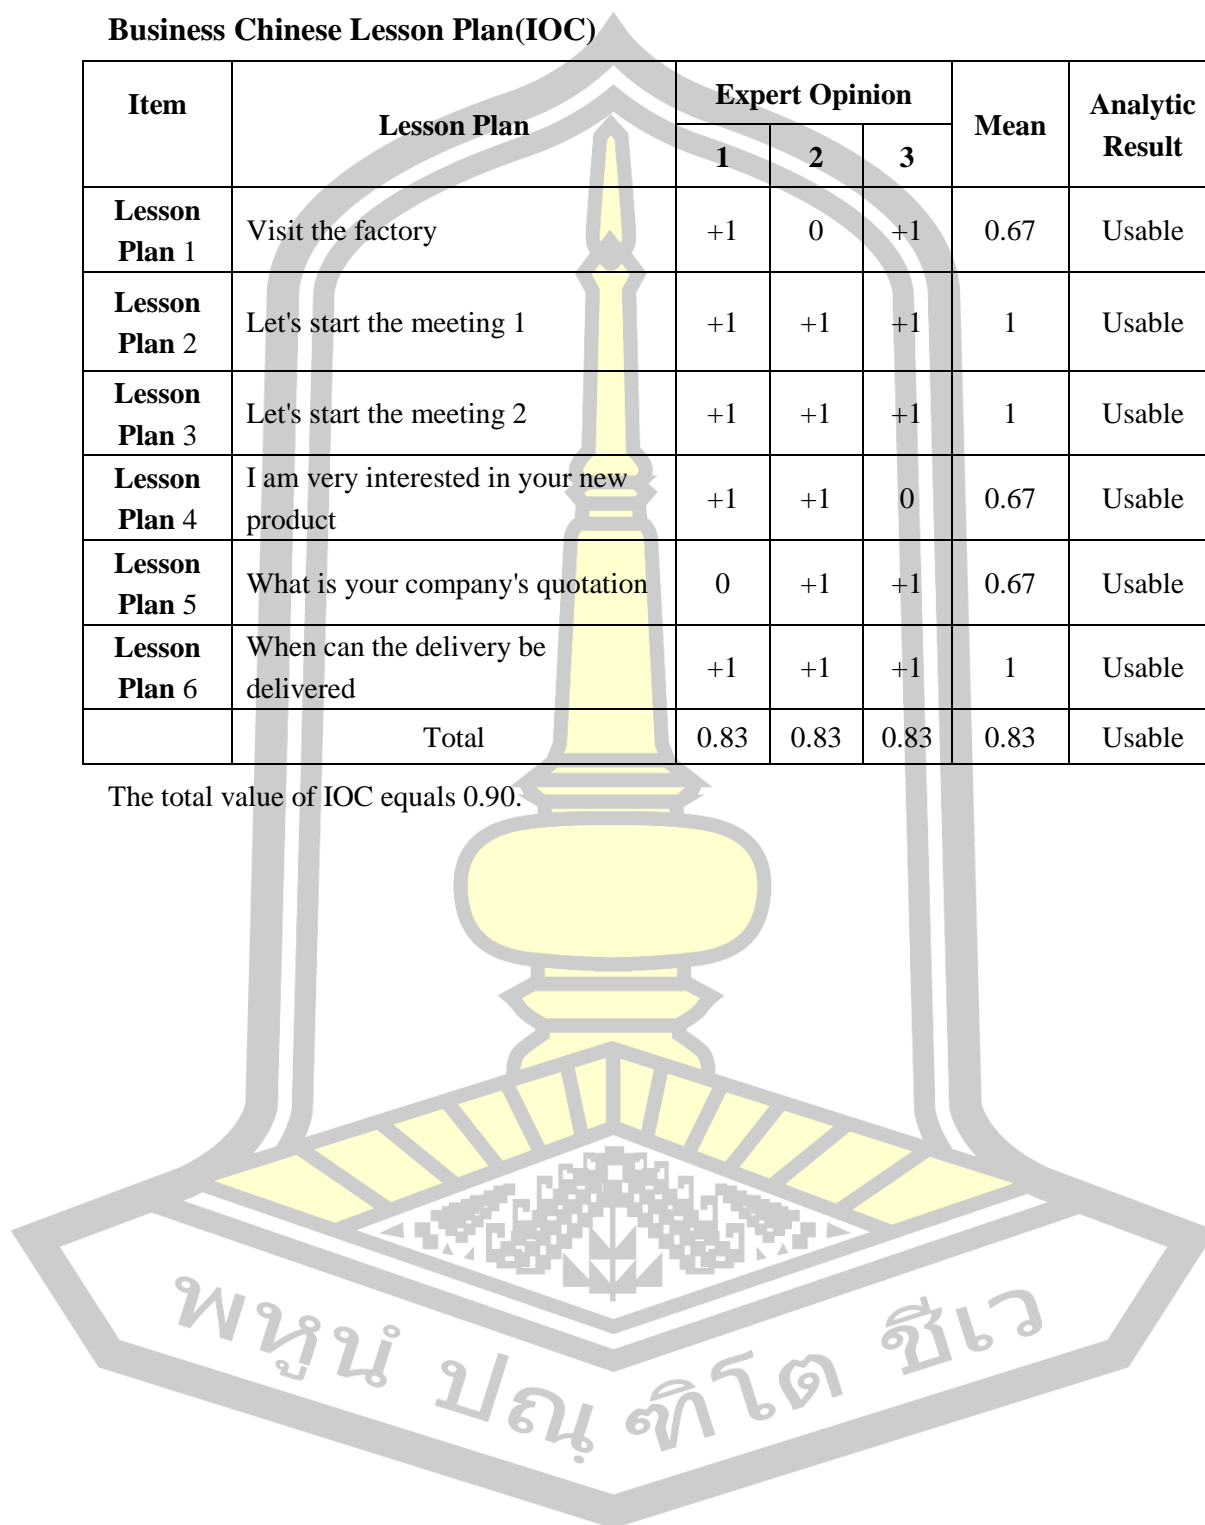 Business Chinese Lesson Plan(IOC)
Item Lesson Plan Expert Opinion Mean Analytic Result
1 2 3
Lesson Plan 1 Visit the factory +1 0 +1 0.67 Usable
Lesson Plan 2 Let's start the meeting 1 +1 +1 +1 1 Usable
Lesson Plan 3 Let's start the meeting 2 +1 +1 +1 1 Usable
Lesson Plan 4 I am very interested in your new product +1 +1 0 0.67 Usable
Lesson Plan 5 What is your company's quotation 0 +1 +1 0.67 Usable
Lesson Plan 6 When can the delivery be delivered +1 +1 +1 1 Usable
Total 0.83 0.83 0.83 0.83 Usable
The total value of IOC equals 0.90.
พหูนํ ปณฺฑิโต ชีเว